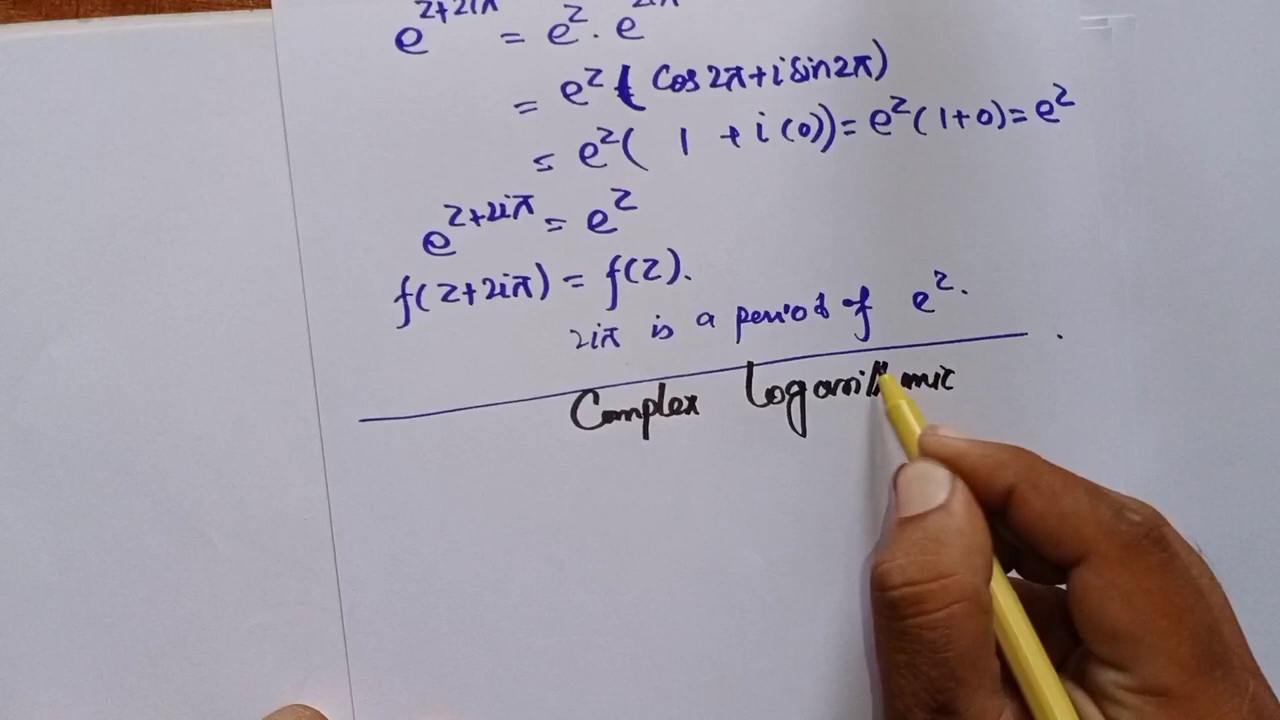 e^{z+2iπ} = e^z . e^{2iπ}
= e^z ( Cos 2π + i Sin 2π)
= e^z ( 1 + i (0)) = e^z (1+0) = e^z
e^{z+2iπ} = e^z
f(z+2iπ) = f(z).
2iπ is a period of e^z.
Complex Logarithmic